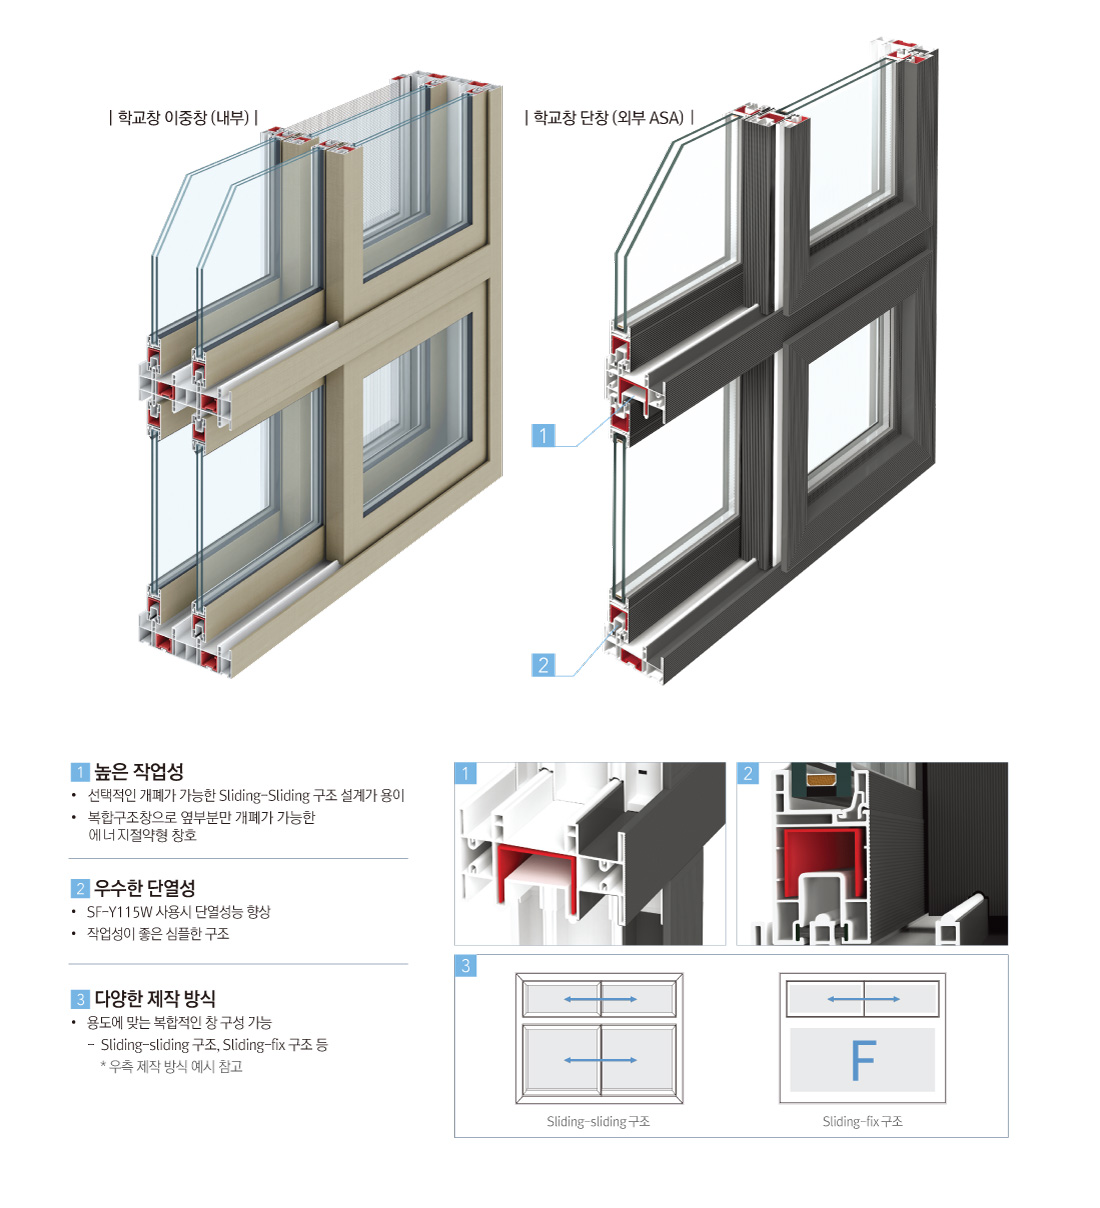 | 학교창 이중창 (내부) |
| 학교창 단창 (외부 ASA) |
1
2
1 높은 작업성
• 선택적인 개폐가 가능한 Sliding-Sliding 구조 설계가 용이
• 복합구조창으로 옆부분만 개폐가 가능한
에너지절약형 창호
2 우수한 단열성
• SF-Y115W 사용시 단열성능 향상
• 작업성이 좋은 심플한 구조
3 다양한 제작 방식
• 용도에 맞는 복합적인 창 구성 가능
- Sliding-sliding 구조, Sliding-fix 구조 등
* 우측 제작 방식 예시 참고
1
2
3
F
Sliding-sliding 구조
Sliding-fix 구조